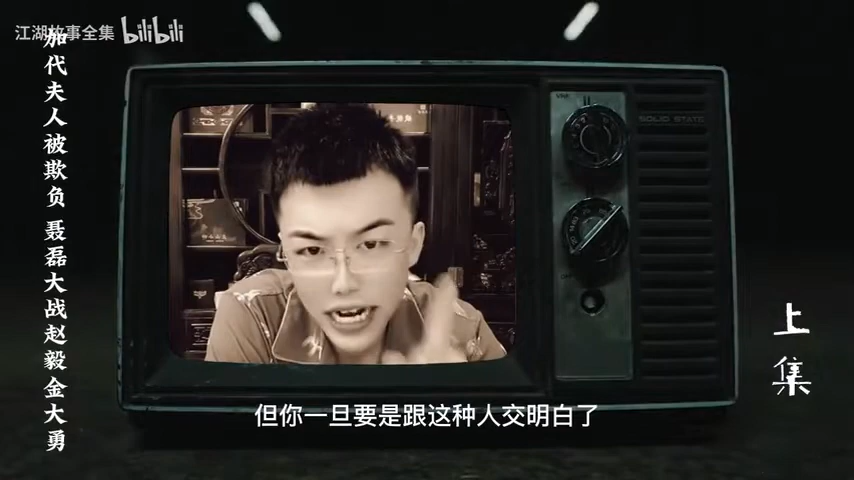 江湖故事全集 bilibili
加代夫人被欺负 聂磊大战赵毅金大勇
SOLID STATE
上集
但你一旦要是跟这种人交明白了